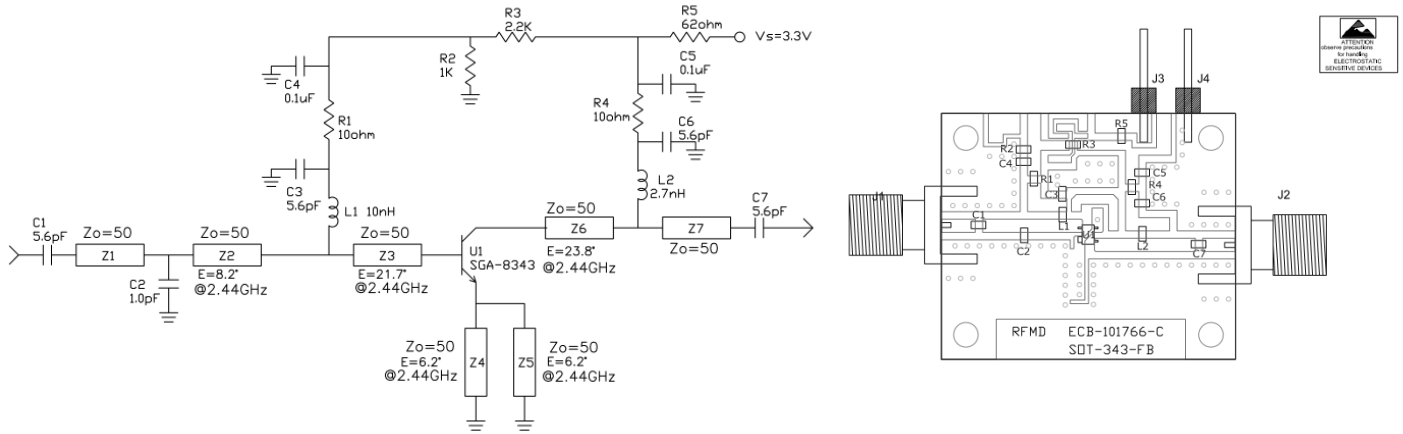 R3
2.2K
R5
62ohm
Vs=3.3V
R2
1K
C4
0.1uF
C5
0.1uF
R1
10ohm
R4
10ohm
C6
5.6pF
C3
5.6pF
L1 10nH
L2
2.7nH
C1
5.6pF
Zo=50
Z1
C2
1.0pF
Zo=50
Z2
E=8.2°
@2.44GHz
Zo=50
Z3
E=21.7°
@2.44GHz
U1
SGA-8343
Zo=50
Z6
E=23.8°
@2.44GHz
Z7
Zo=50
C7
5.6pF
Zo=50
E=6.2°
@2.44GHz
Z4
Z5
Zo=50
E=6.2°
@2.44GHz
J3
J4
R5
R3
R2
C4
R1
C5
R4
C6
J1
J2
C1
L1
C2
U1
L2
C7
RFMD ECB-101766-C
SOT-343-FB
ATTENTION
observe precautions
for handling
ELECTROSTATIC
SENSITIVE DEVICES